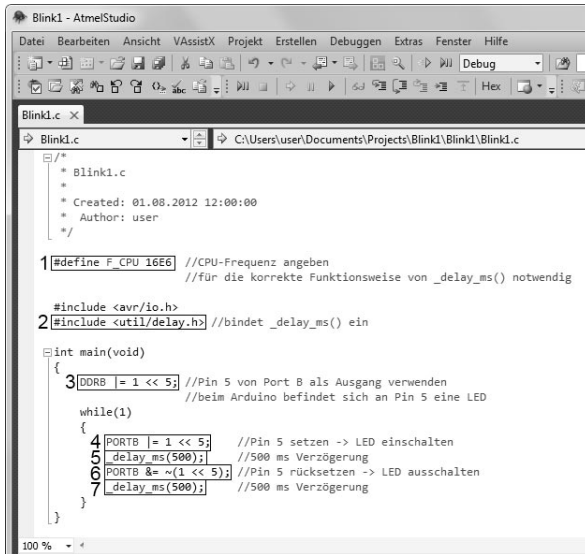 Blink1 - AtmelStudio
Datei Bearbeiten Ansicht VAssistX Projekt Erstellen Debuggen Extras Fenster Hilfe
Debug
Hex
Blink1.c
Blink1.c C:\Users\user\Documents\Projects\Blink1\Blink1\Blink1.c
/*
* Blink1.c
*
* Created: 01.08.2012 12:00:00
* Author: user
*/
1 #define F_CPU 16E6 //CPU-Frequenz angeben
//für die korrekte Funktionsweise von _delay_ms() notwendig
#include <avr/io.h>
2 #include <util/delay.h> //bindet _delay_ms() ein
int main(void)
{
3 DDRB |= 1 << 5; //Pin 5 von Port B als Ausgang verwenden
//beim Arduino befindet sich an Pin 5 eine LED
while(1)
{
4 PORTB |= 1 << 5; //Pin 5 setzen -> LED einschalten
5 _delay_ms(500); //500 ms Verzögerung
6 PORTB &= ~(1 << 5); //Pin 5 rücksetzen -> LED ausschalten
7 _delay_ms(500); //500 ms Verzögerung
}
}
100 %